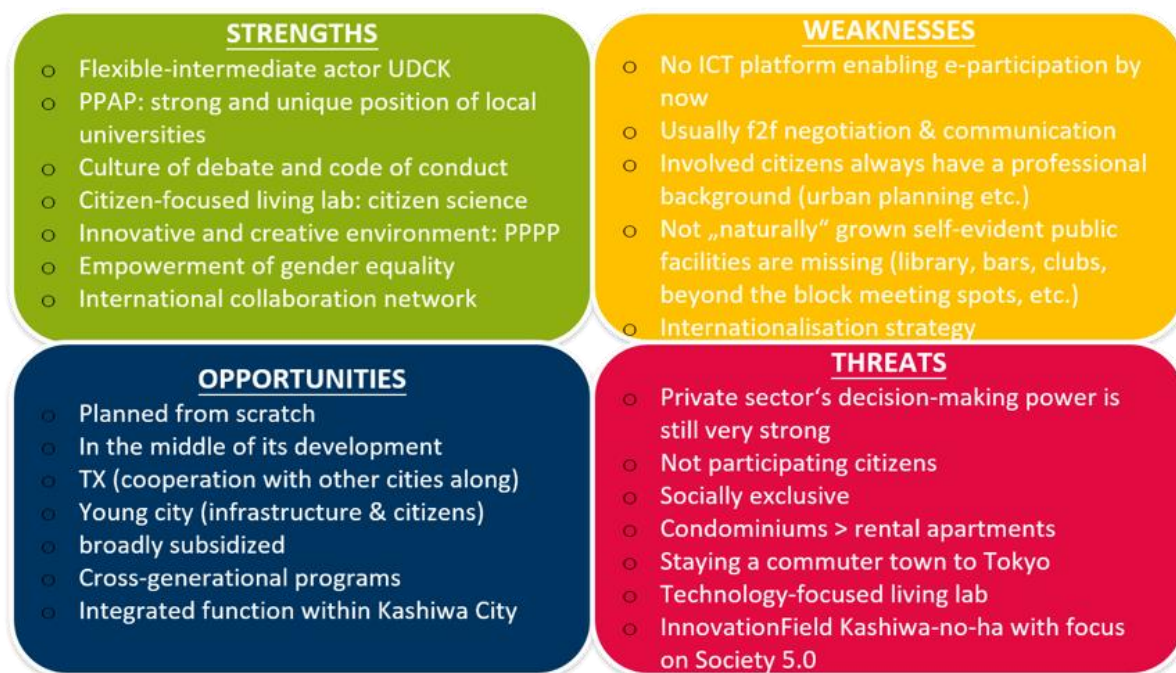 STRENGTHS
o Flexible-intermediate actor UDCK
o PPAP: strong and unique position of local
universities
o Culture of debate and code of conduct
o Citizen-focused living lab: citizen science
o Innovative and creative environment: PPPP
o Empowerment of gender equality
o International collaboration network
WEAKNESSES
o No ICT platform enabling e-participation by
now
o Usually f2f negotiation & communication
o Involved citizens always have a professional
background (urban planning etc.)
o Not „naturally“ grown self-evident public
facilities are missing (library, bars, clubs,
beyond the block meeting spots, etc.)
o Internationalisation strategy
OPPORTUNITIES
o Planned from scratch
o In the middle of its development
o TX (cooperation with other cities along)
o Young city (infrastructure & citizens)
o broadly subsidized
o Cross-generational programs
o Integrated function within Kashiwa City
THREATS
o Private sector‘s decision-making power is
still very strong
o Not participating citizens
o Socially exclusive
o Condominiums > rental apartments
o Staying a commuter town to Tokyo
o Technology-focused living lab
o InnovationField Kashiwa-no-ha with focus
on Society 5.0